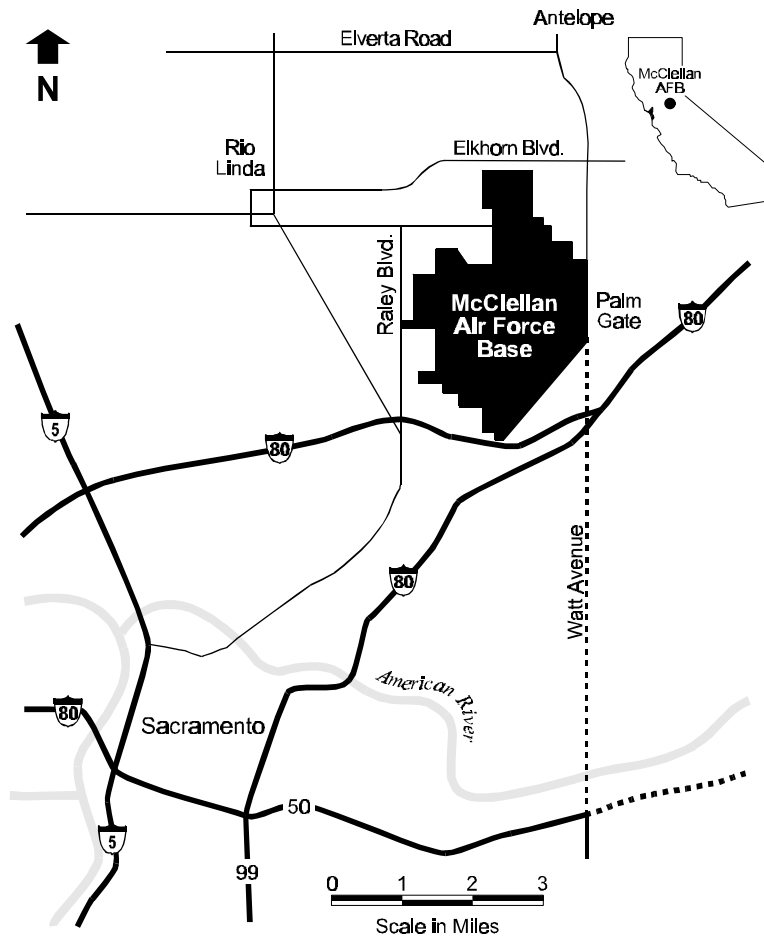 Antelope
Elverta Road
N
McClellan
AFB
Rio
Linda
Elkhorn Blvd.
Raley Blvd.
McClellan
Air Force
Base
Palm
Gate
80
5
80
80
Watt Avenue
American River
80
Sacramento
50
5
99
0 1 2 3
Scale in Miles